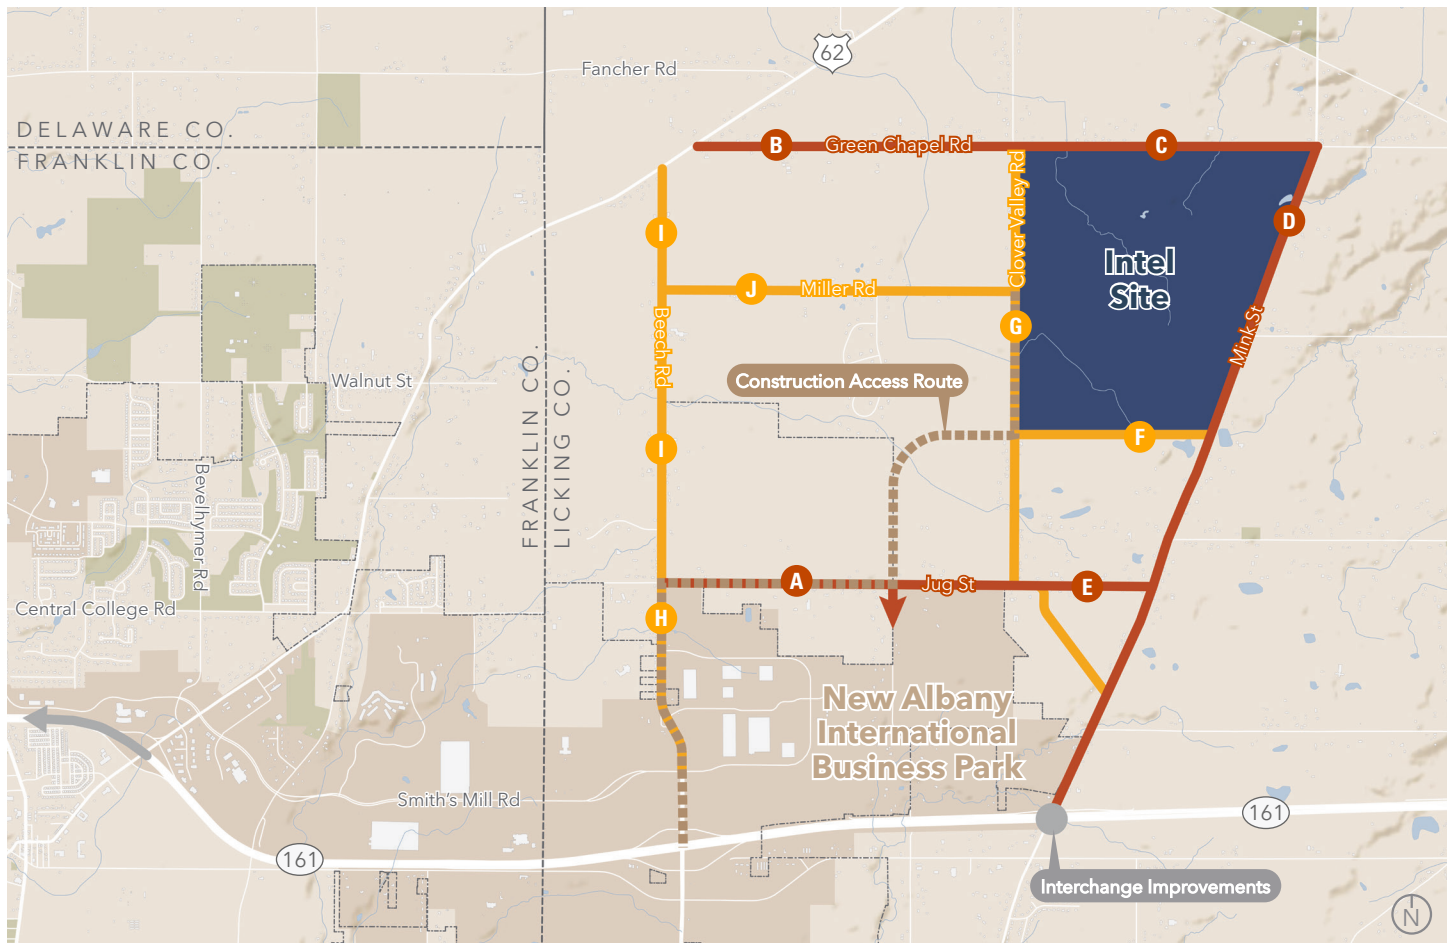 62
Fancher Rd
DELAWARE CO.
FRANKLIN CO.
B
Green Chapel Rd
C
Clover Valley Rd
I
D
Intel
Site
J
Miller Rd
G
Beech Rd
Mink St
Walnut St
Construction Access Route
FRANKLIN CO.
LICKING CO.
I
F
Bevelhymer Rd
A
Jug St
E
Central College Rd
H
New Albany
International
Business Park
Smith's Mill Rd
161
161
Interchange Improvements
N